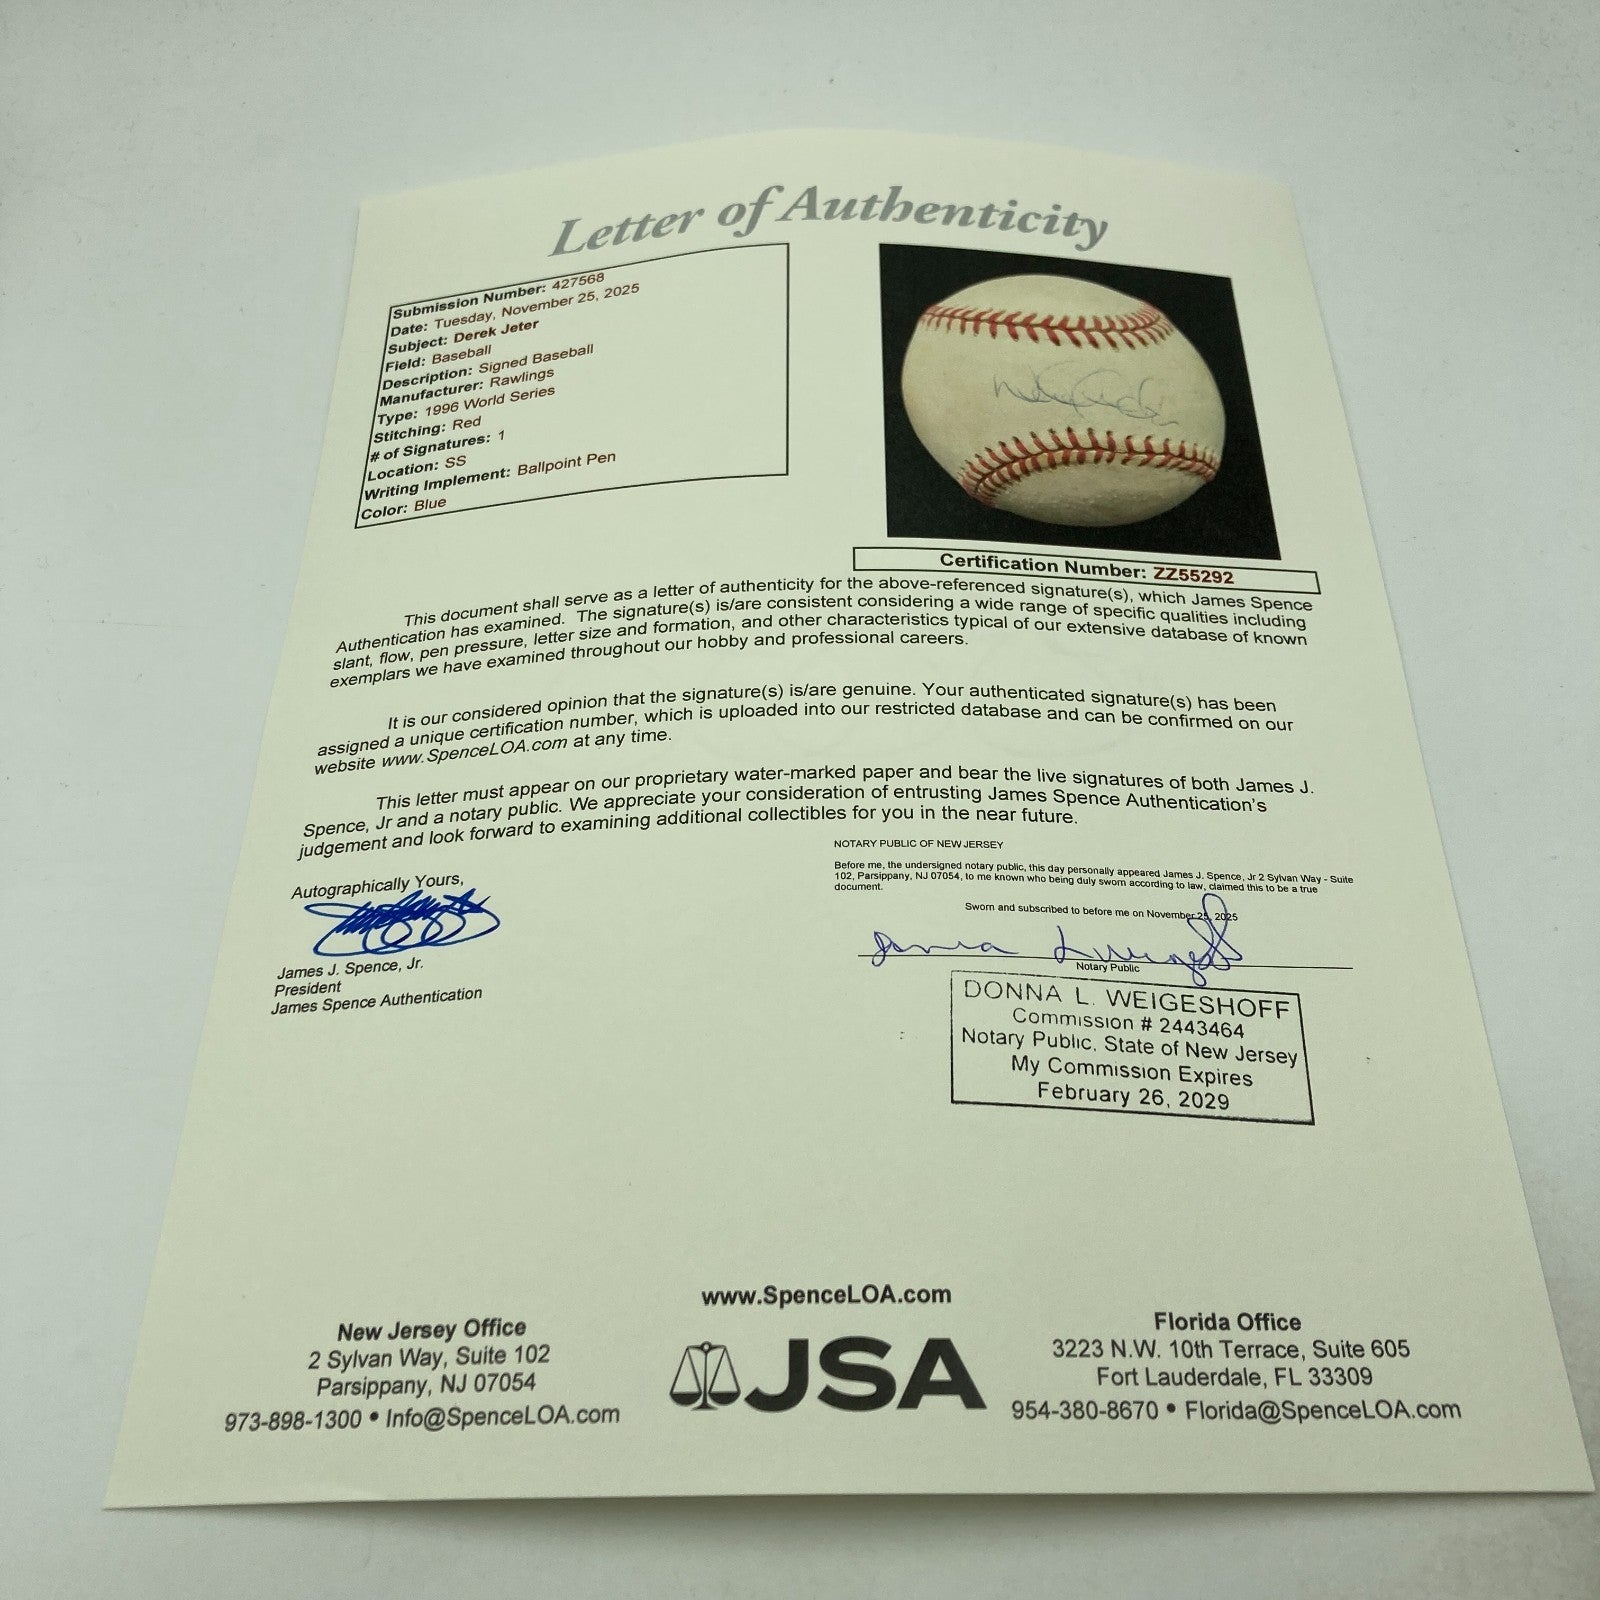 Letter of Authenticity
Submission Number: 427568
Date: Tuesday, November 25, 2025
Subject: Derek Jeter
Field: Baseball
Description: Signed Baseball
Manufacturer: Rawlings
Type: 1996 World Series
Stitching: Red
# of Signatures: 1
Location: SS
Writing Implement: Ballpoint Pen
Color: Blue
Certification Number: ZZ55292
This document shall serve as a letter of authenticity for the above-referenced signature(s), which James Spence
Authentication has examined. The signature(s) is/are consistent considering a wide range of specific qualities including
slant, flow, pen pressure, letter size and formation, and other characteristics typical of our extensive database of known
exemplars we have examined throughout our hobby and professional careers.
It is our considered opinion that the signature(s) is/are genuine. Your authenticated signature(s) has been
assigned a unique certification number, which is uploaded into our restricted database and can be confirmed on our
website www.SpenceLOA.com at any time.
This letter must appear on our proprietary water-marked paper and bear the live signatures of both James J.
Spence, Jr and a notary public. We appreciate your consideration of entrusting James Spence Authentication's
judgement and look forward to examining additional collectibles for you in the near future.
NOTARY PUBLIC OF NEW JERSEY
Before me, the undersigned notary public, this day personally appeared James J. Spence, Jr 2 Sylvan Way - Suite
102, Parsippany, NJ 07054, to me known who being duly sworn according to law, claimed this to be a true
document.
Sworn and subscribed to before me on November 25, 2025
Notary Public
Autographically Yours,
James J. Spence, Jr.
President
James Spence Authentication
DONNA L. WEIGESHOFF
Commission # 2443464
Notary Public, State of New Jersey
My Commission Expires
February 26, 2029
www.SpenceLOA.com
New Jersey Office
2 Sylvan Way, Suite 102
Parsippany, NJ 07054
973-898-1300 • Info@SpenceLOA.com
JSA
Florida Office
3223 N.W. 10th Terrace, Suite 605
Fort Lauderdale, FL 33309
954-380-8670 • Florida@SpenceLOA.com